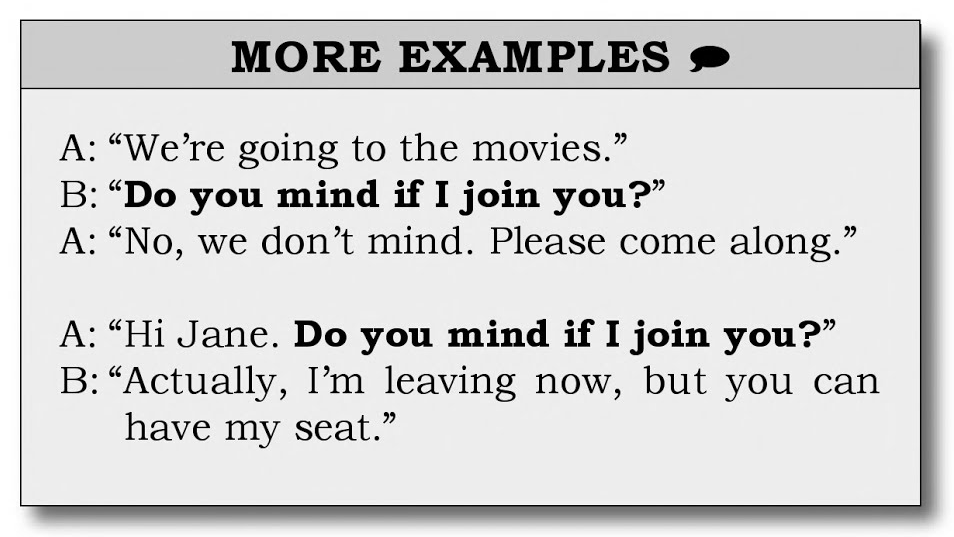 MORE EXAMPLES
A: “We’re going to the movies.”
B: “Do you mind if I join you?”
A: “No, we don’t mind. Please come along.”
A: “Hi Jane. Do you mind if I join you?”
B: “Actually, I’m leaving now, but you can
have my seat.”